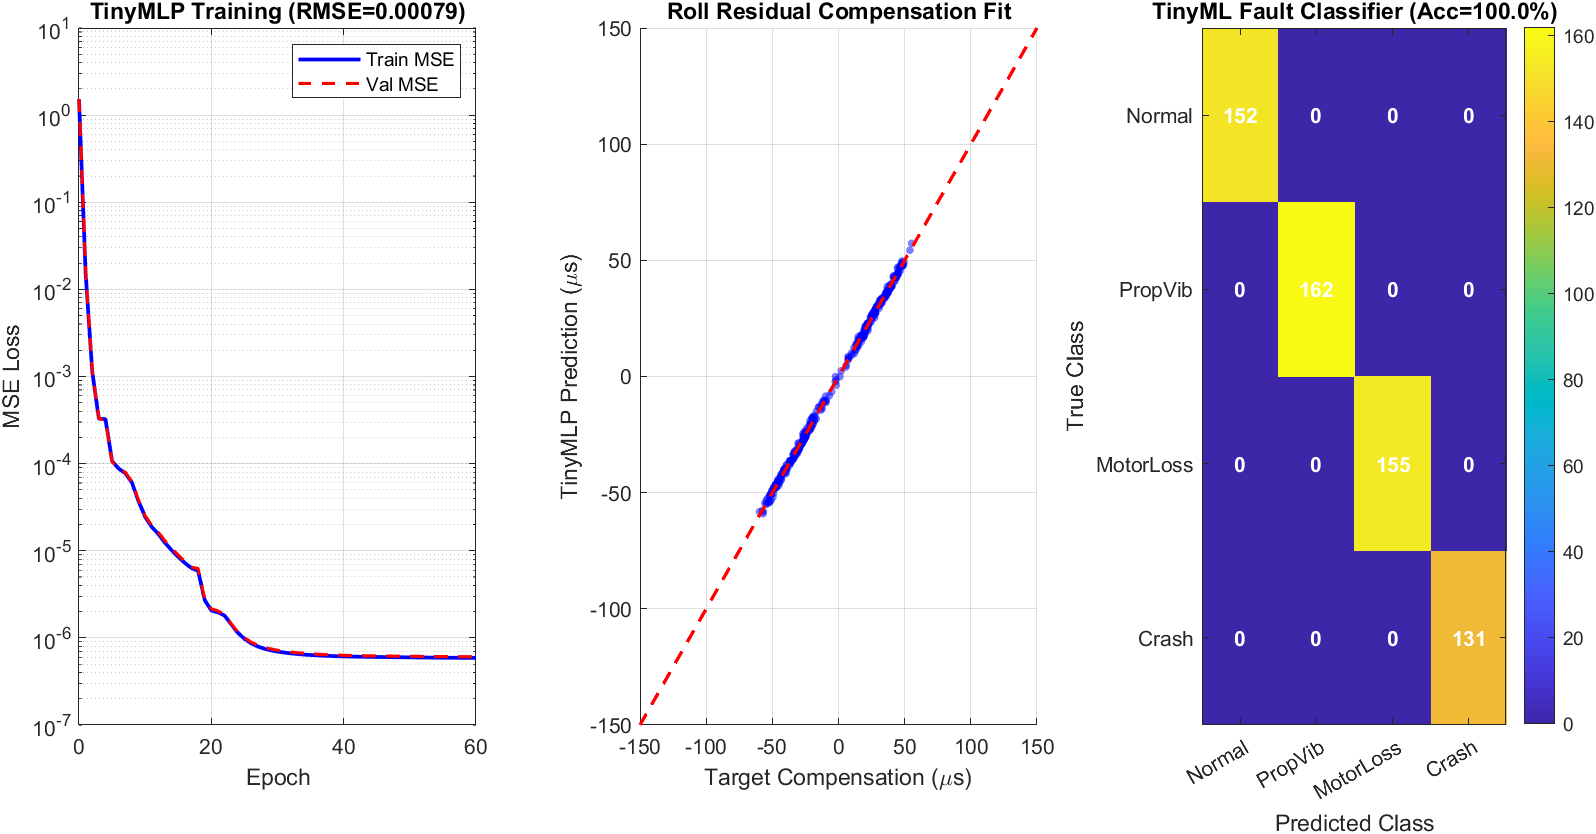 TinyMLP Training (RMSE=0.00079)
10^1
10^0
10^-1
10^-2
10^-3
10^-4
10^-5
10^-6
10^-7
MSE Loss
Train MSE
Val MSE
0 20 40 60
Epoch
Roll Residual Compensation Fit
150
100
50
0
-50
-100
-150
TinyMLP Prediction (μs)
-150 -100 -50 0 50 100 150
Target Compensation (μs)
TinyML Fault Classifier (Acc=100.0%)
True Class
Normal 152 0 0 0
PropVib 0 162 0 0
MotorLoss 0 0 155 0
Crash 0 0 0 131
Normal PropVib MotorLoss Crash
Predicted Class
160
140
120
100
80
60
40
20
0